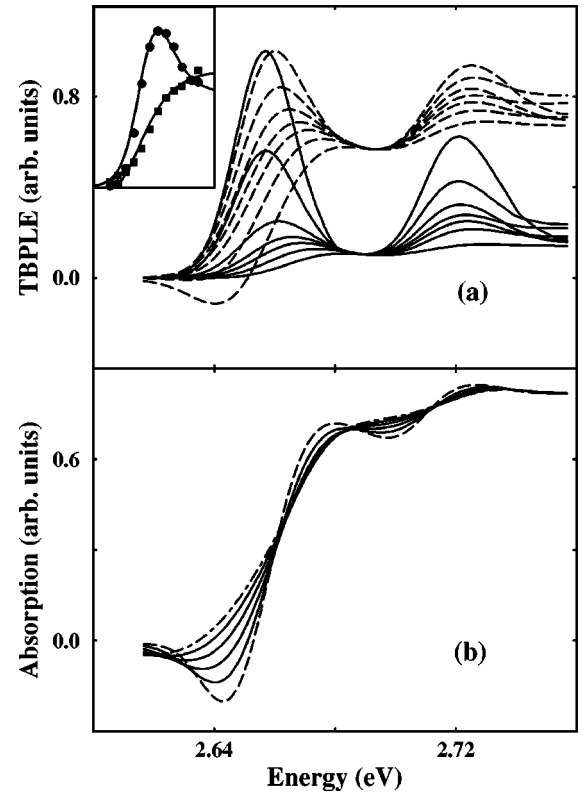 TBPLE (arb. units)
0.8
0.0
(a)
Absorption (arb. units)
0.6
0.0
(b)
2.64
2.72
Energy (eV)